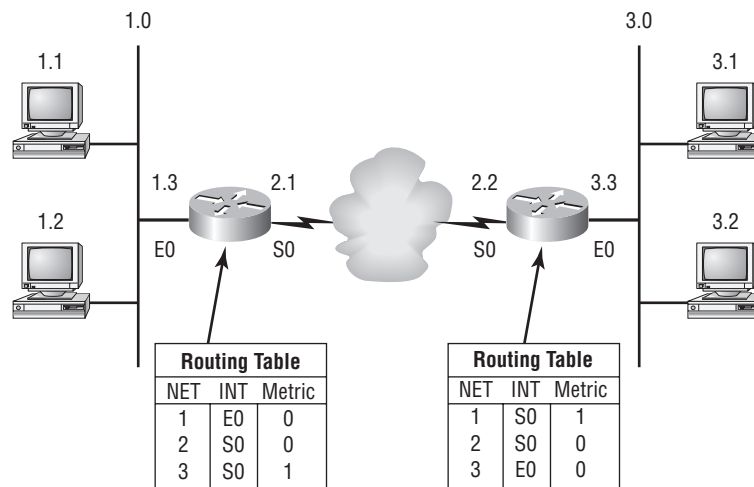 1.0
3.0
1.1
3.1
1.3
2.1
2.2
3.3
1.2
3.2
E0
S0
S0
E0
Routing Table
NET INT Metric
1 E0 0
2 S0 0
3 S0 1
Routing Table
NET INT Metric
1 S0 1
2 S0 0
3 E0 0